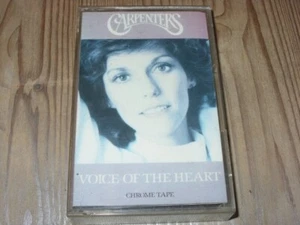 CARPENTERS
VOICE OF THE HEART
CHROME TAPE